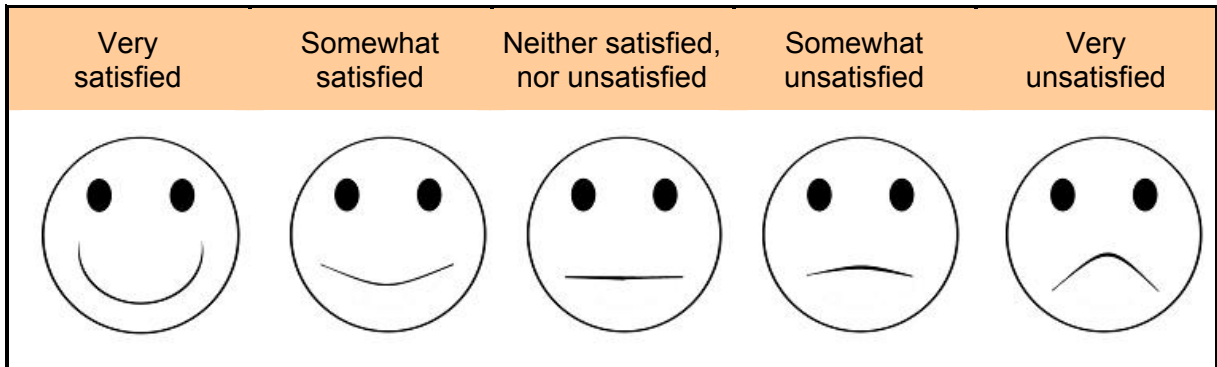 Very
satisfied
Somewhat
satisfied
Neither satisfied,
nor unsatisfied
Somewhat
unsatisfied
Very
unsatisfied